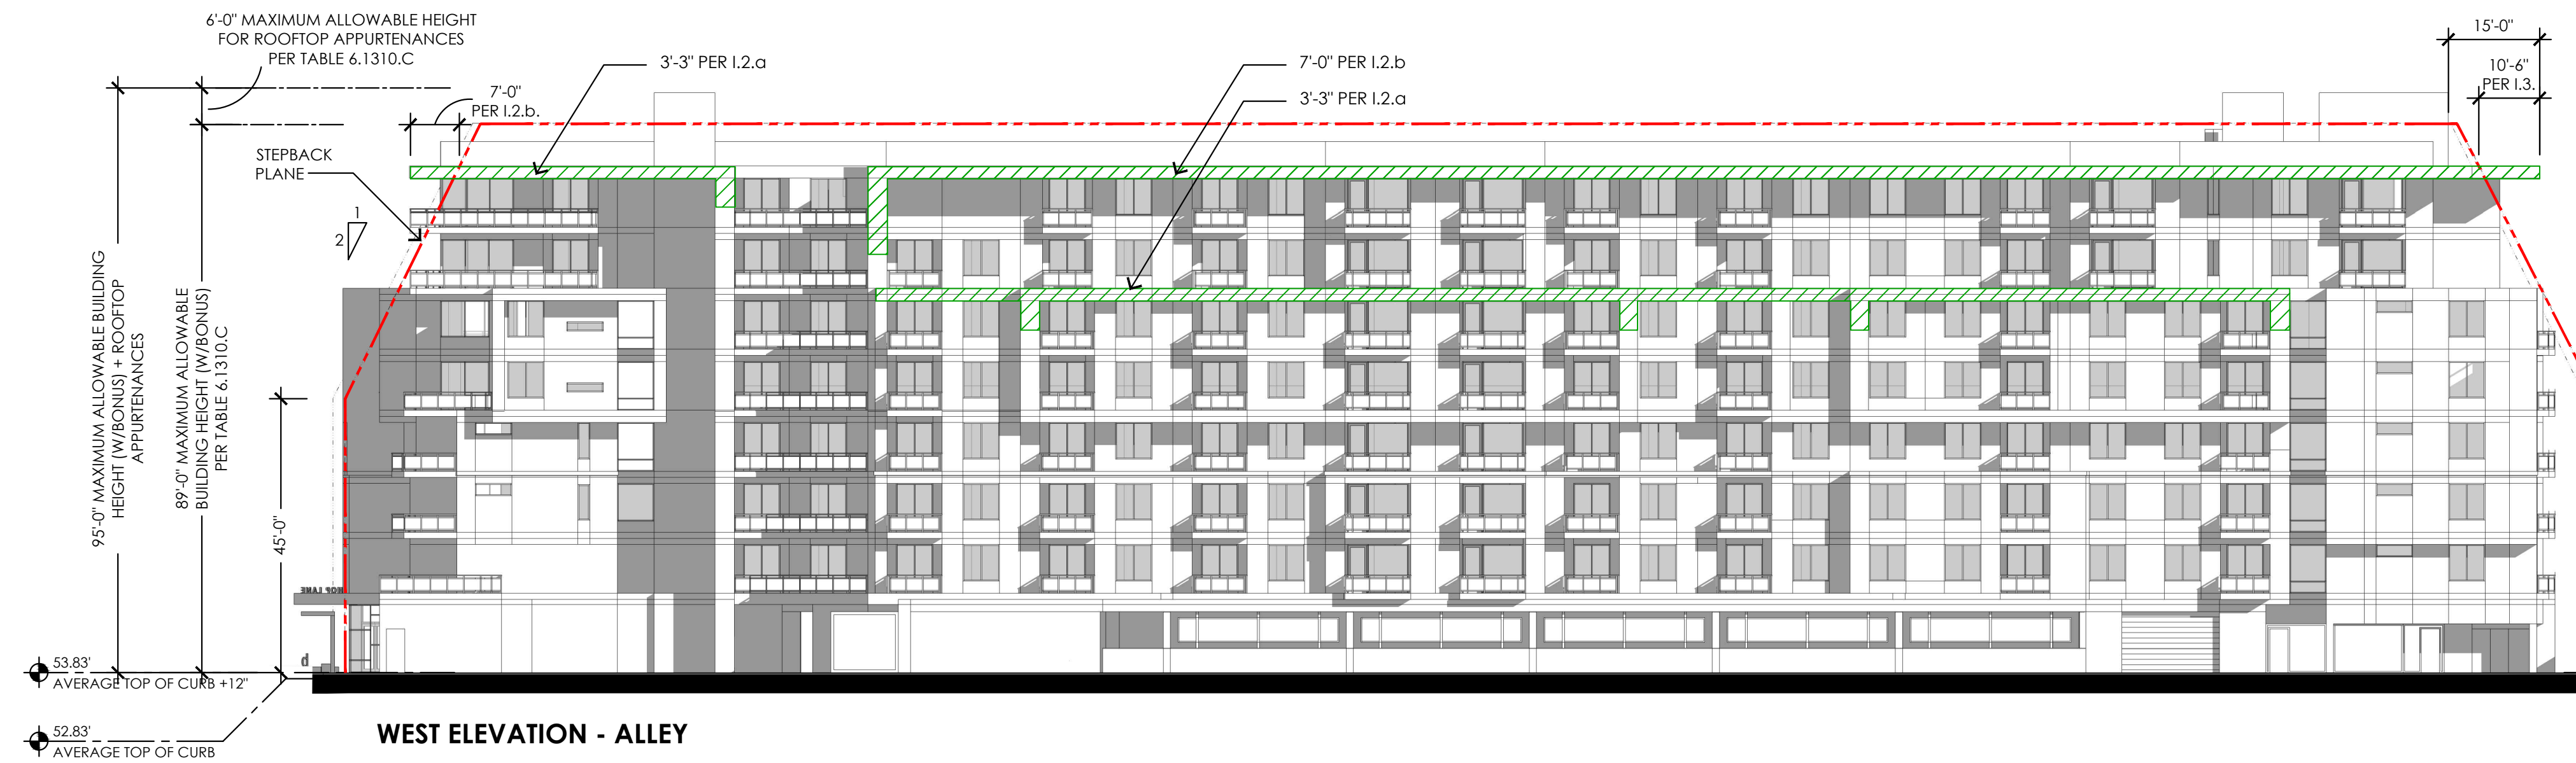 6'-0" MAXIMUM ALLOWABLE HEIGHT
FOR ROOFTOP APPURTENANCES
PER TABLE 6.1310.C
3'-3" PER I.2.a
7'-0" PER I.2.b
3'-3" PER I.2.a
15'-0"
10'-6"
PER I.3.
7'-0"
PER I.2.b.
STEPBACK
PLANE
1
2
95'-0" MAXIMUM ALLOWABLE BUILDING
HEIGHT (W/BONUS) + ROOFTOP
APPURTENANCES
89'-0" MAXIMUM ALLOWABLE
BUILDING HEIGHT (W/BONUS)
PER TABLE 6.1310.C
45'-0"
HOP LANE
53.83'
AVERAGE TOP OF CURB +12"
52.83'
AVERAGE TOP OF CURB
WEST ELEVATION - ALLEY